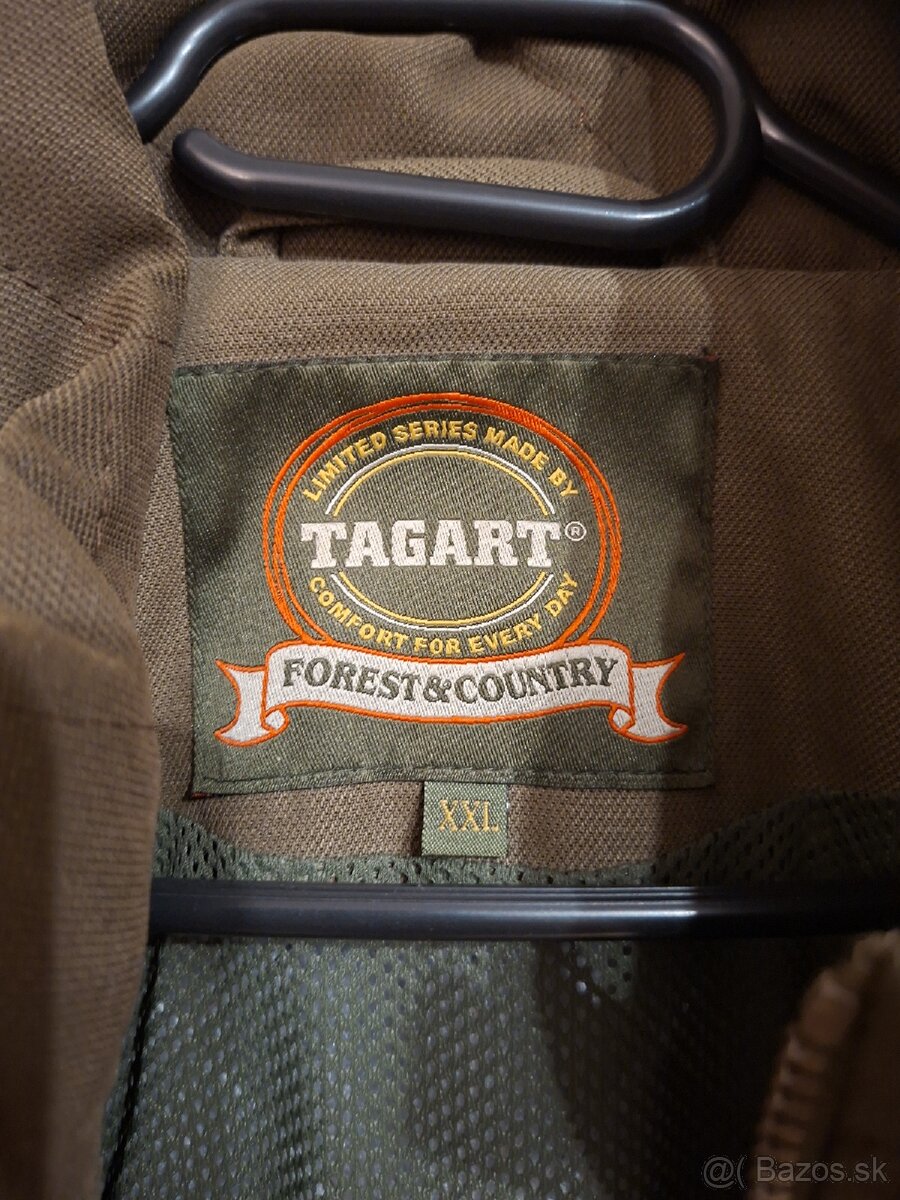 LIMITED SERIES MADE BY
TAGART®
COMFORT FOR EVERY DAY
FOREST&COUNTRY
XXL
@( Bazos.sk